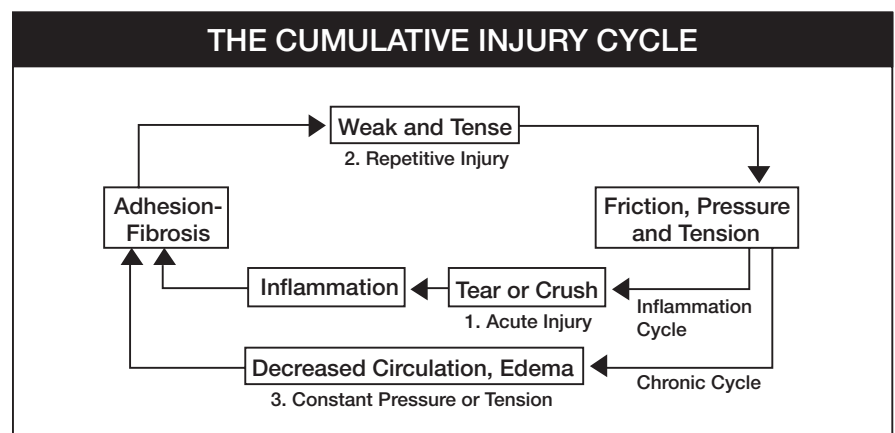 THE CUMULATIVE INJURY CYCLE
Weak and Tense
2. Repetitive Injury
Adhesion-
Fibrosis
Friction, Pressure
and Tension
Inflammation
Tear or Crush
1. Acute Injury
Inflammation
Cycle
Decreased Circulation, Edema
3. Constant Pressure or Tension
Chronic Cycle